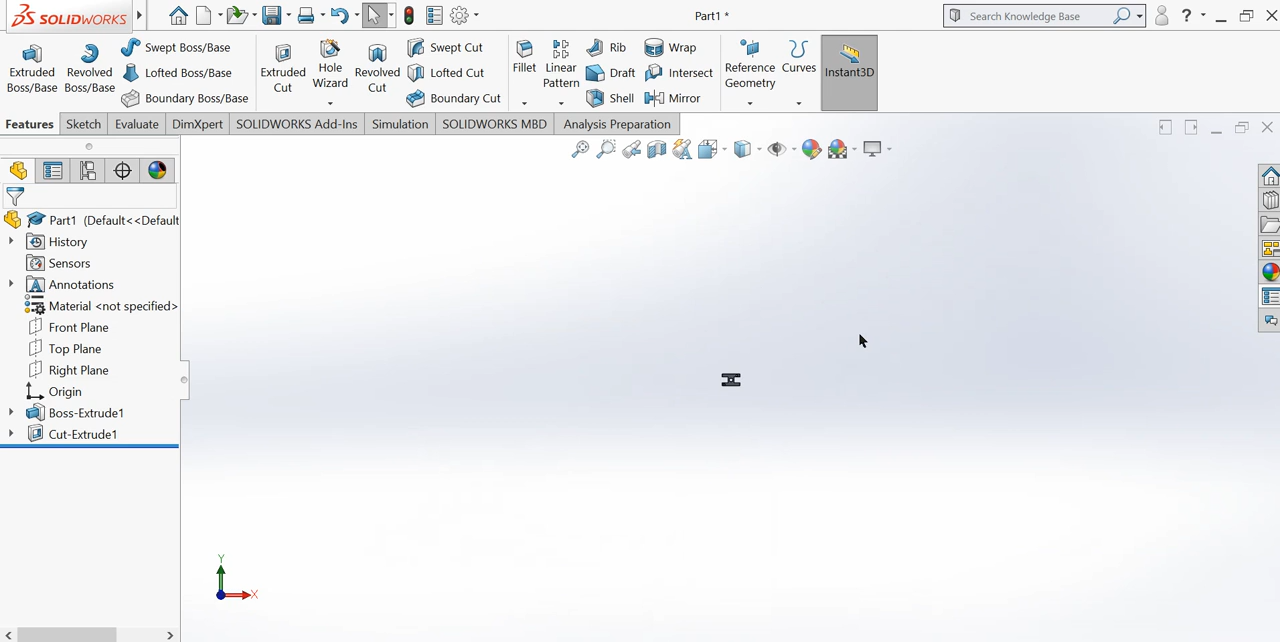 SOLIDWORKS
Part1 *
Search Knowledge Base
?
Extruded Boss/Base
Revolved Boss/Base
Swept Boss/Base
Lofted Boss/Base
Boundary Boss/Base
Extruded Cut
Hole Wizard
Revolved Cut
Swept Cut
Lofted Cut
Boundary Cut
Fillet
Linear Pattern
Rib
Draft
Shell
Wrap
Intersect
Mirror
Reference Geometry
Curves
Instant3D
Features
Sketch
Evaluate
DimXpert
SOLIDWORKS Add-Ins
Simulation
SOLIDWORKS MBD
Analysis Preparation
Part1 (Default<<Default
History
Sensors
Annotations
Material <not specified>
Front Plane
Top Plane
Right Plane
Origin
Boss-Extrude1
Cut-Extrude1
Y
X